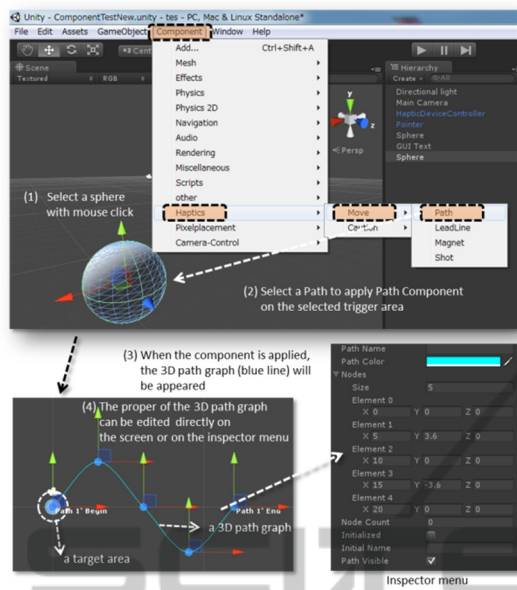 Unity - ComponentTestNew.unity - tes - PC, Mac & Linux Standalone*
File Edit Assets GameObject Component Window Help
Cent
Scene
Textured RGB
Add... Ctrl+Shift+A
Mesh
Effects
Physics
Physics 2D
Navigation
Audio
Rendering
Miscellaneous
Scripts
other
Haptics
Pixelplacement
Camera-Control
Move
Caution
Path
LeadLine
Magnet
Shot
y
z
Persp
Hierarchy
Create All
Directional light
Main Camera
HapticDeviceController
Pointer
Sphere
GUI Text
Sphere
(1) Select a sphere
with mouse click
(2) Select a Path to apply Path Component
on the selected trigger area
(3) When the component is applied,
the 3D path graph (blue line) will
be appeared
(4) The proper of the 3D path graph
can be edited directly on
the screen or on the inspector menu
Path 1' Begin
Path 1' End
a 3D path graph
a target area
Path Name
Path Color
Nodes
Size 5
Element 0
X 0 Y 0 Z 0
Element 1
X 5 Y 3.6 Z 0
Element 2
X 10 Y 0 Z 0
Element 3
X 15 Y -3.6 Z 0
Element 4
X 20 Y 0 Z 0
Node Count 0
Initialized
Initial Name
Path Visible
Inspector menu